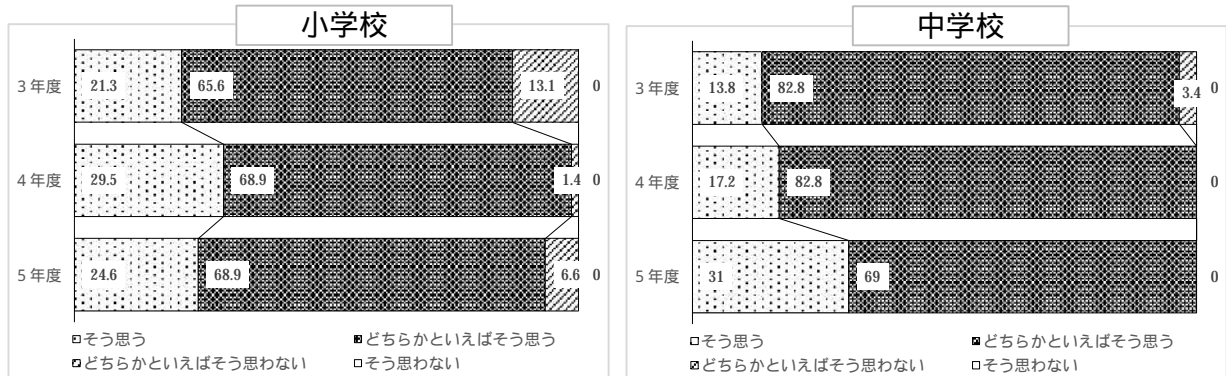 小学校
3年度 21.3 65.6 13.1 0
4年度 29.5 68.9 1.4 0
5年度 24.6 68.9 6.6 0
そう思う どちらかといえばそう思う
どちらかといえばそう思わない そう思わない
中学校
3年度 13.8 82.8 3.4 0
4年度 17.2 82.8 0
5年度 31 69 0
そう思う どちらかといえばそう思う
どちらかといえばそう思わない そう思わない